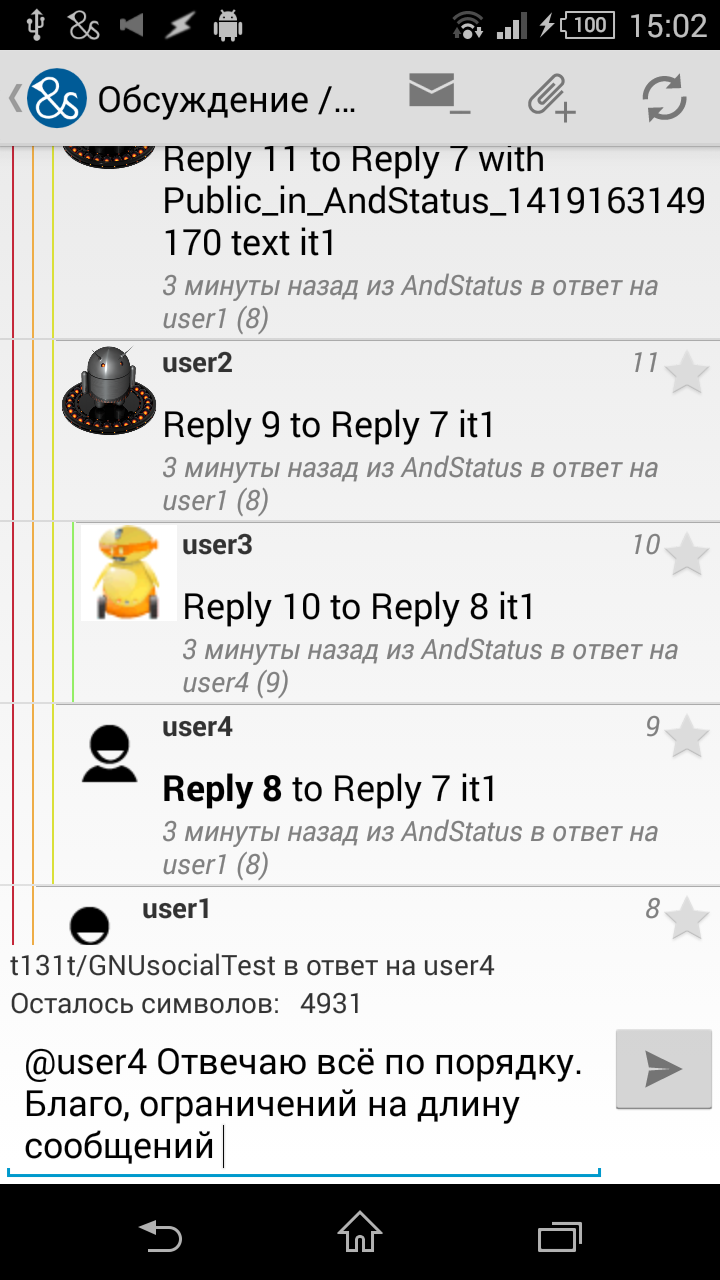 100 15:02
Обсуждение /...
Reply 11 to Reply 7 with
Public_in_AndStatus_1419163149
170 text it1
3 минуты назад из AndStatus в ответ на
user1 (8)
user2 11
Reply 9 to Reply 7 it1
3 минуты назад из AndStatus в ответ на
user1 (8)
user3 10
Reply 10 to Reply 8 it1
3 минуты назад из AndStatus в ответ на
user4 (9)
user4 9
Reply 8 to Reply 7 it1
3 минуты назад из AndStatus в ответ на
user1 (8)
user1 8
t131t/GNUsocialTest в ответ на user4
Осталось символов: 4931
@user4 Отвечаю всё по порядку.
Благо, ограничений на длину
сообщений